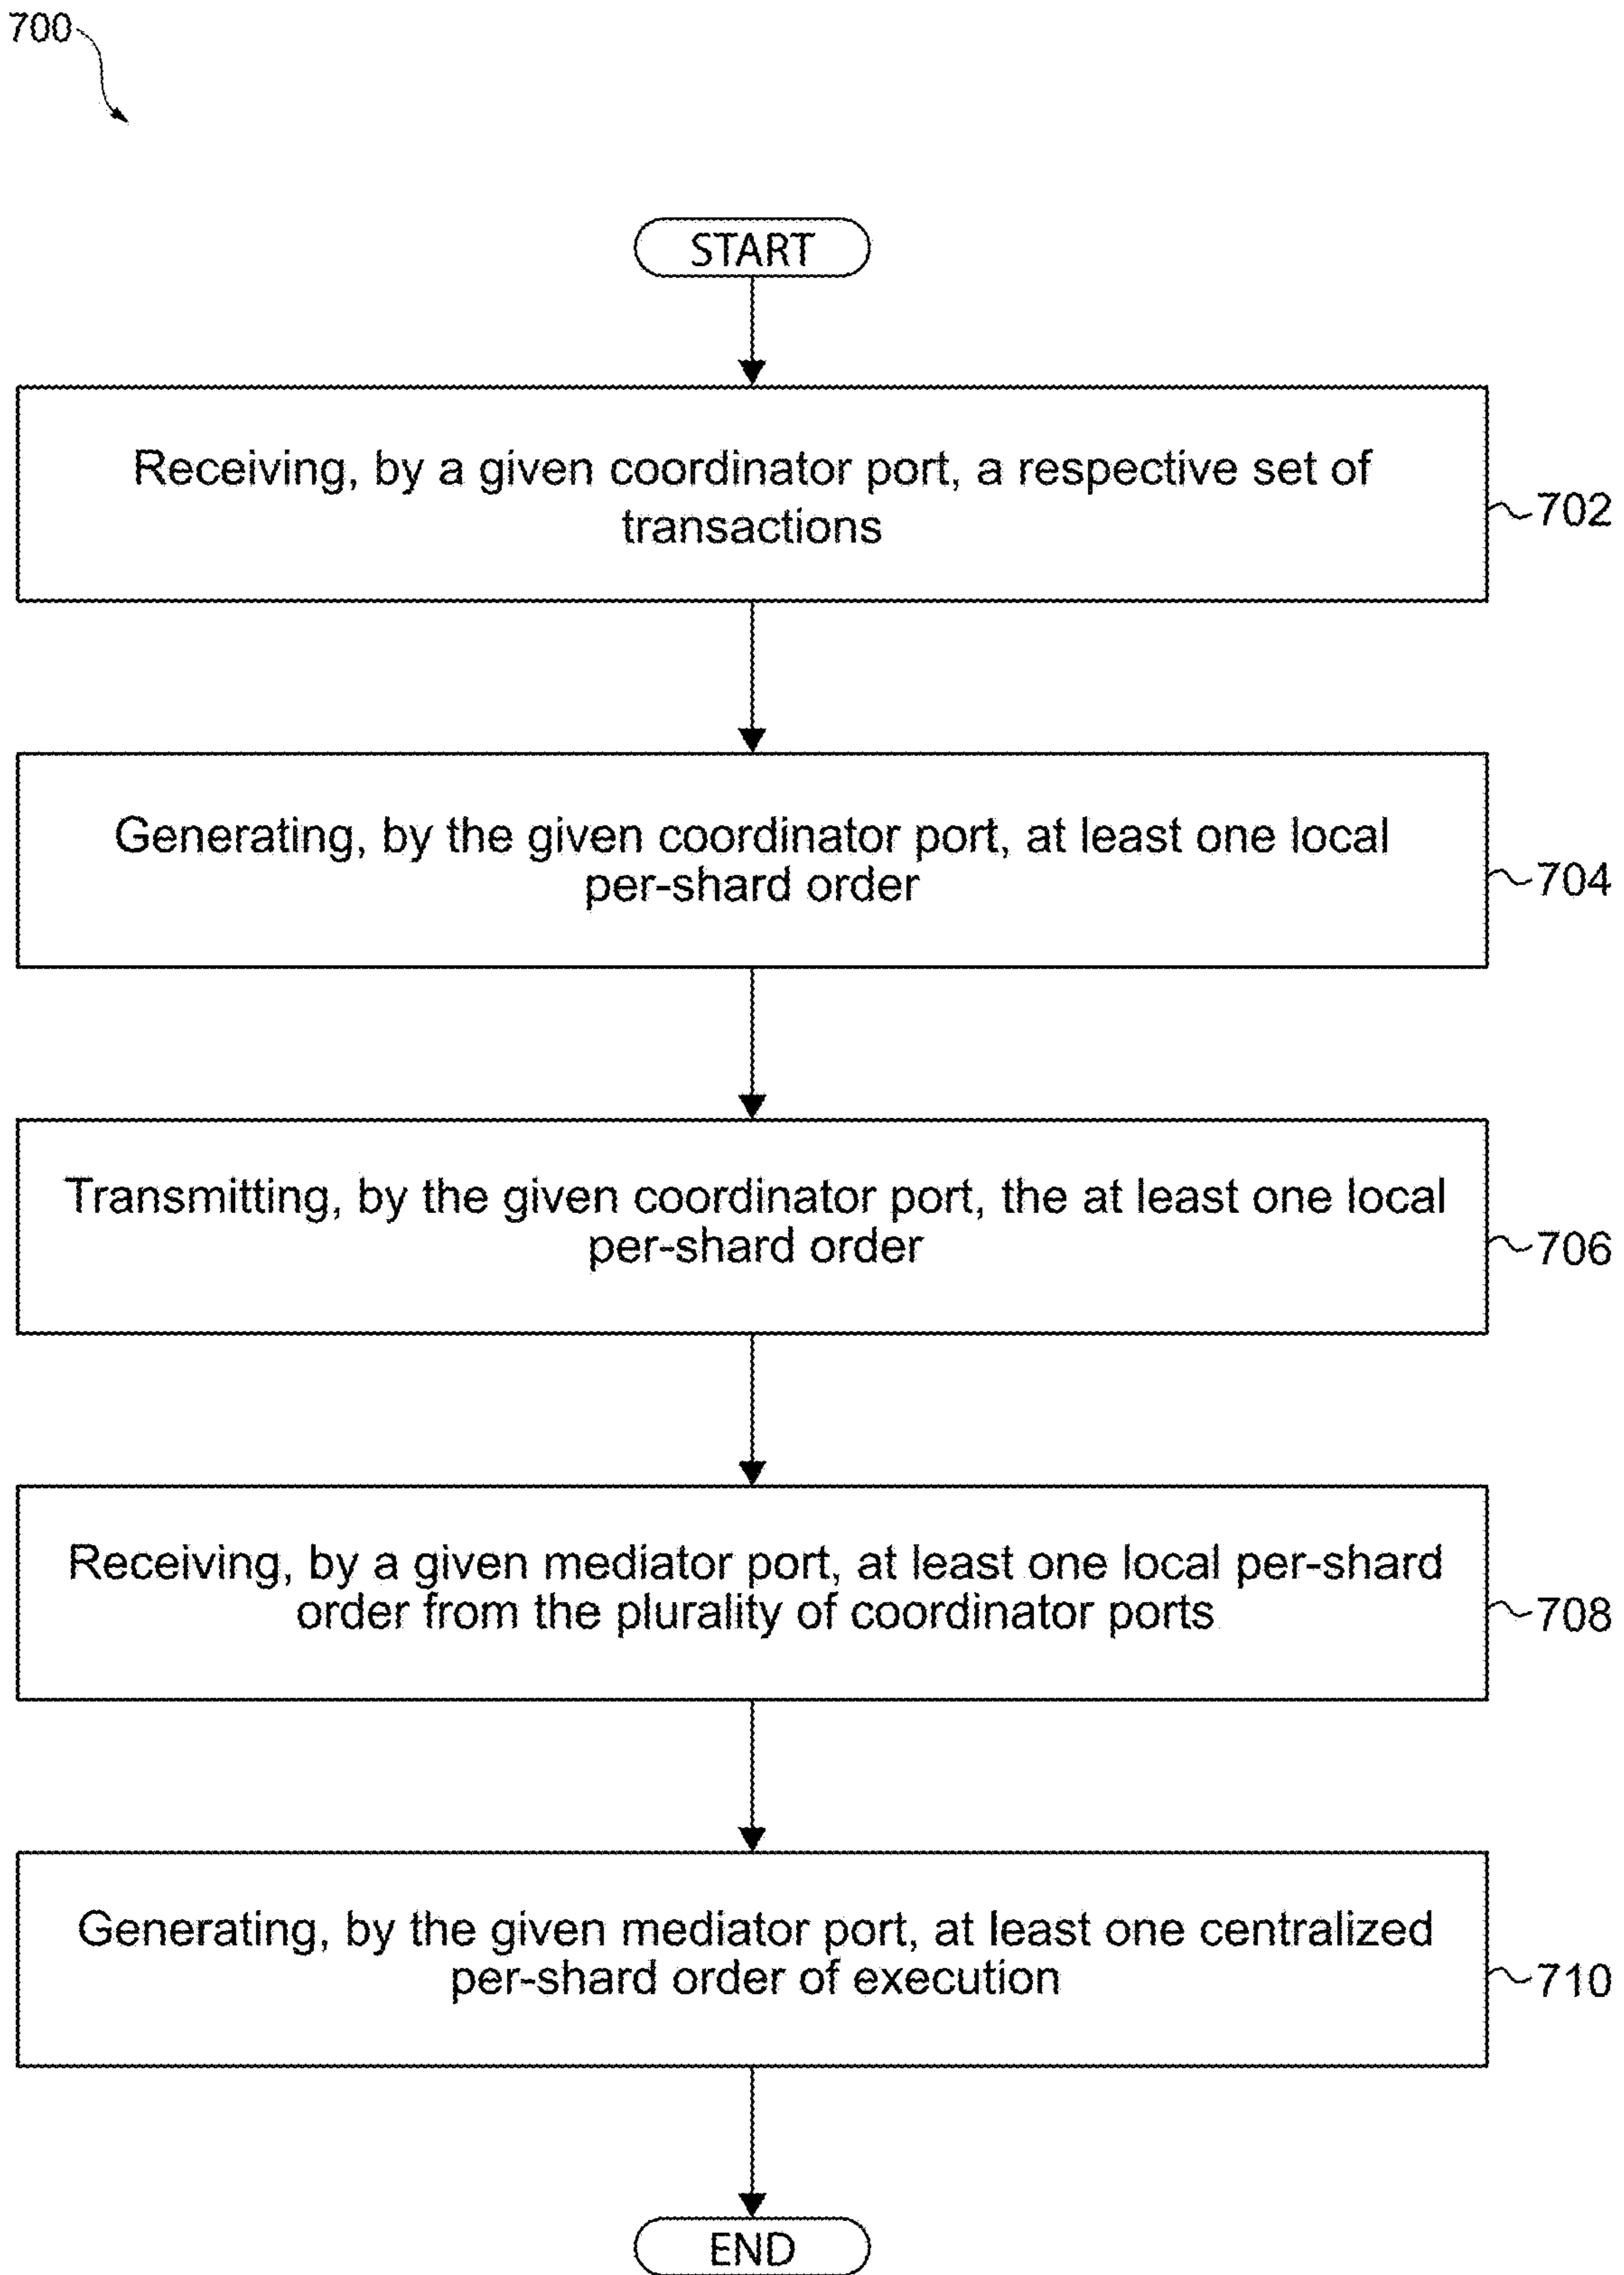 700
START
Receiving, by a given coordinator port, a respective set of
transactions
702
Generating, by the given coordinator port, at least one local
per-shard order
704
Transmitting, by the given coordinator port, the at least one local
per-shard order
706
Receiving, by a given mediator port, at least one local per-shard
order from the plurality of coordinator ports
708
Generating, by the given mediator port, at least one centralized
per-shard order of execution
710
END